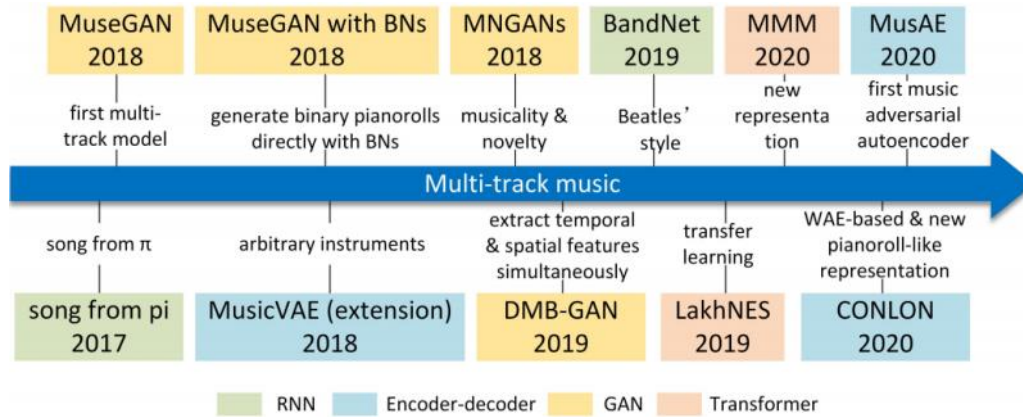 MuseGAN
2018
MuseGAN with BNs
2018
MNGANs
2018
BandNet
2019
MMM
2020
MusAE
2020
first multi-
track model
generate binary pianorolls
directly with BNs
musicality &
novelty
Beatles'
style
new
representa
tion
first music
adversarial
autoencoder
Multi-track music
song from π
arbitrary instruments
extract temporal
& spatial features
simultaneously
transfer
learning
WAE-based & new
pianoroll-like
representation
song from pi
2017
MusicVAE (extension)
2018
DMB-GAN
2019
LakhNES
2019
CONLON
2020
RNN
Encoder-decoder
GAN
Transformer